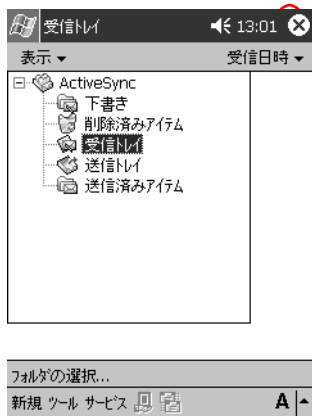 受信トレイ 13:01
表示 受信日時
ActiveSync
下書き
削除済みアイテム
受信トレイ
送信トレイ
送信済みアイテム
フォルダの選択...
新規 ツール サービス A